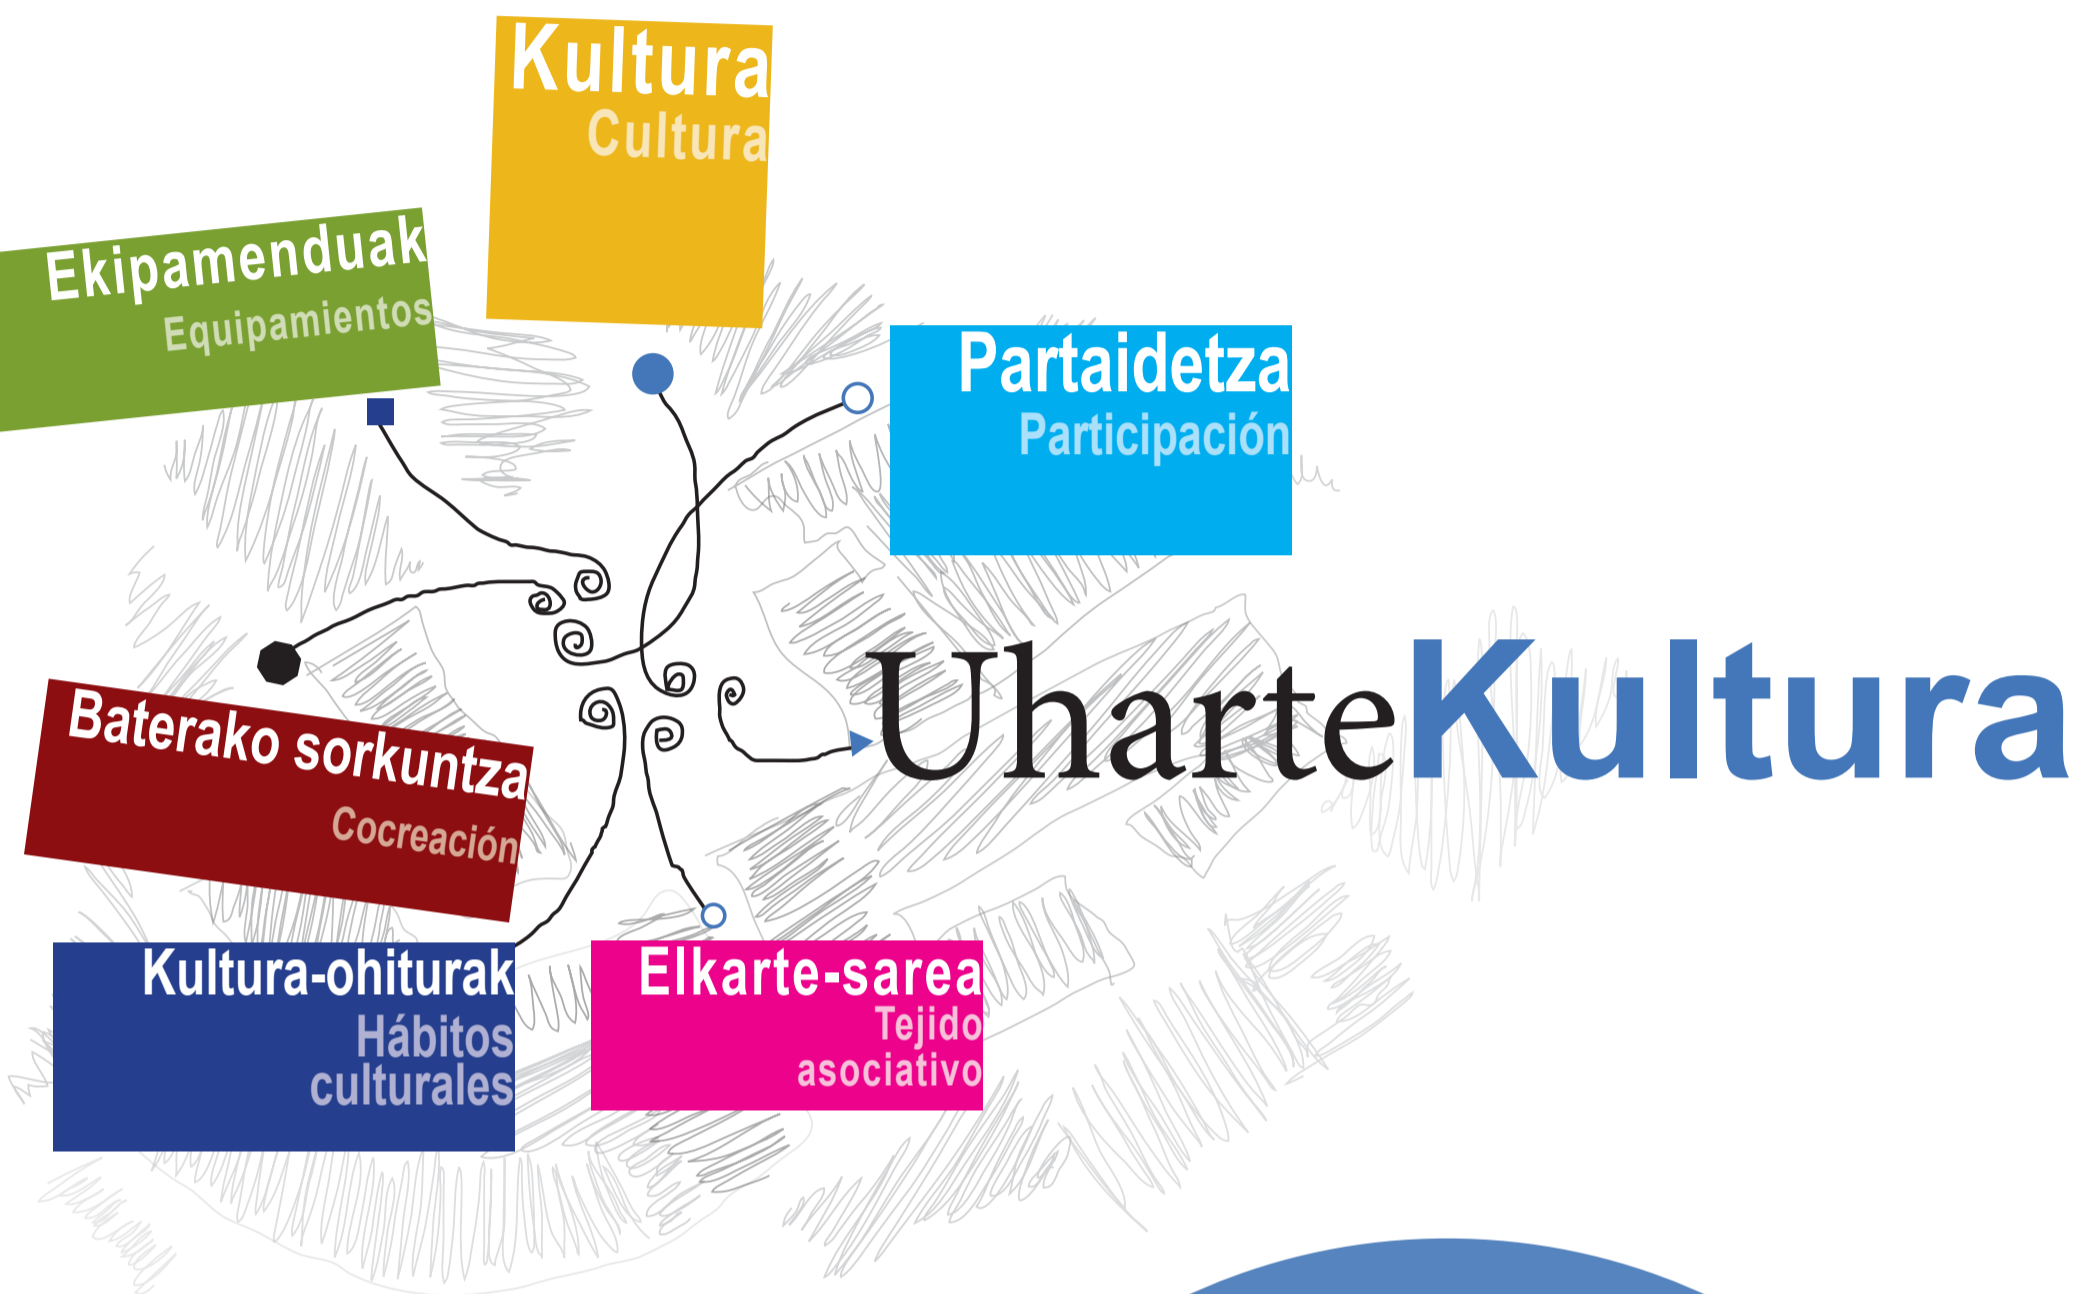 Kultura
Cultura
Ekipamenduak
Equipamientos
Partaidetza
Participación
UharteKultura
Baterako sorkuntza
Cocreación
Kultura-ohiturak
Hábitos
culturales
Elkarte-sarea
Tejido
asociativo